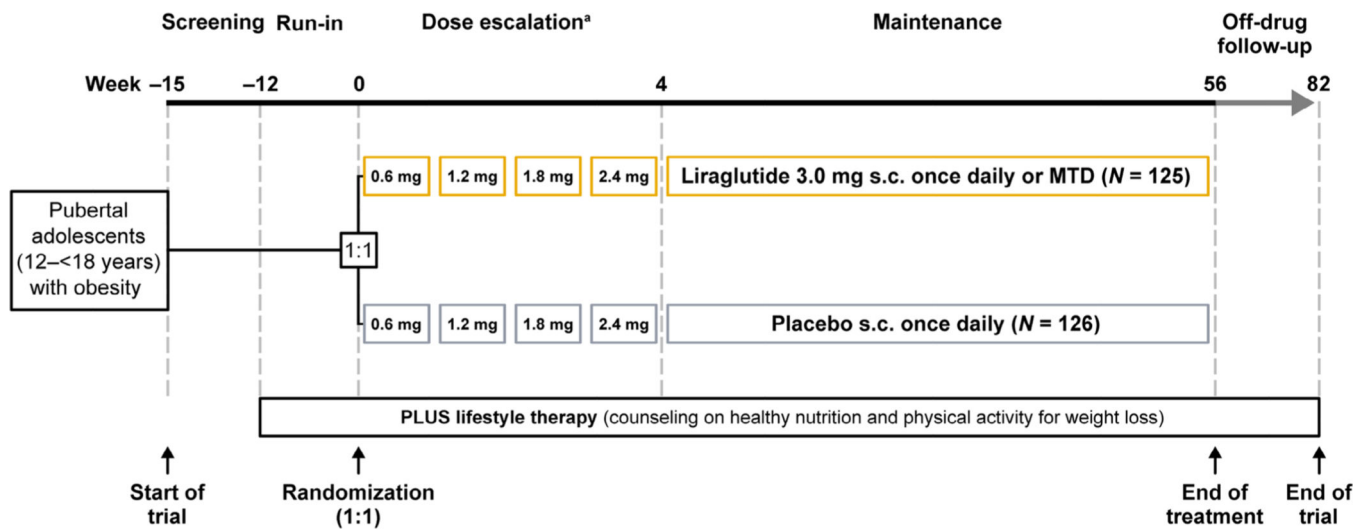 Screening Run-in Dose escalationᵃ Maintenance Off-drug
follow-up
Week –15 –12 0 4 56 82
0.6 mg 1.2 mg 1.8 mg 2.4 mg Liraglutide 3.0 mg s.c. once daily or MTD (N = 125)
Pubertal
adolescents
(12–<18 years)
with obesity
1:1
0.6 mg 1.2 mg 1.8 mg 2.4 mg Placebo s.c. once daily (N = 126)
PLUS lifestyle therapy (counseling on healthy nutrition and physical activity for weight loss)
Start of
trial
Randomization
(1:1)
End of
treatment
End of
trial